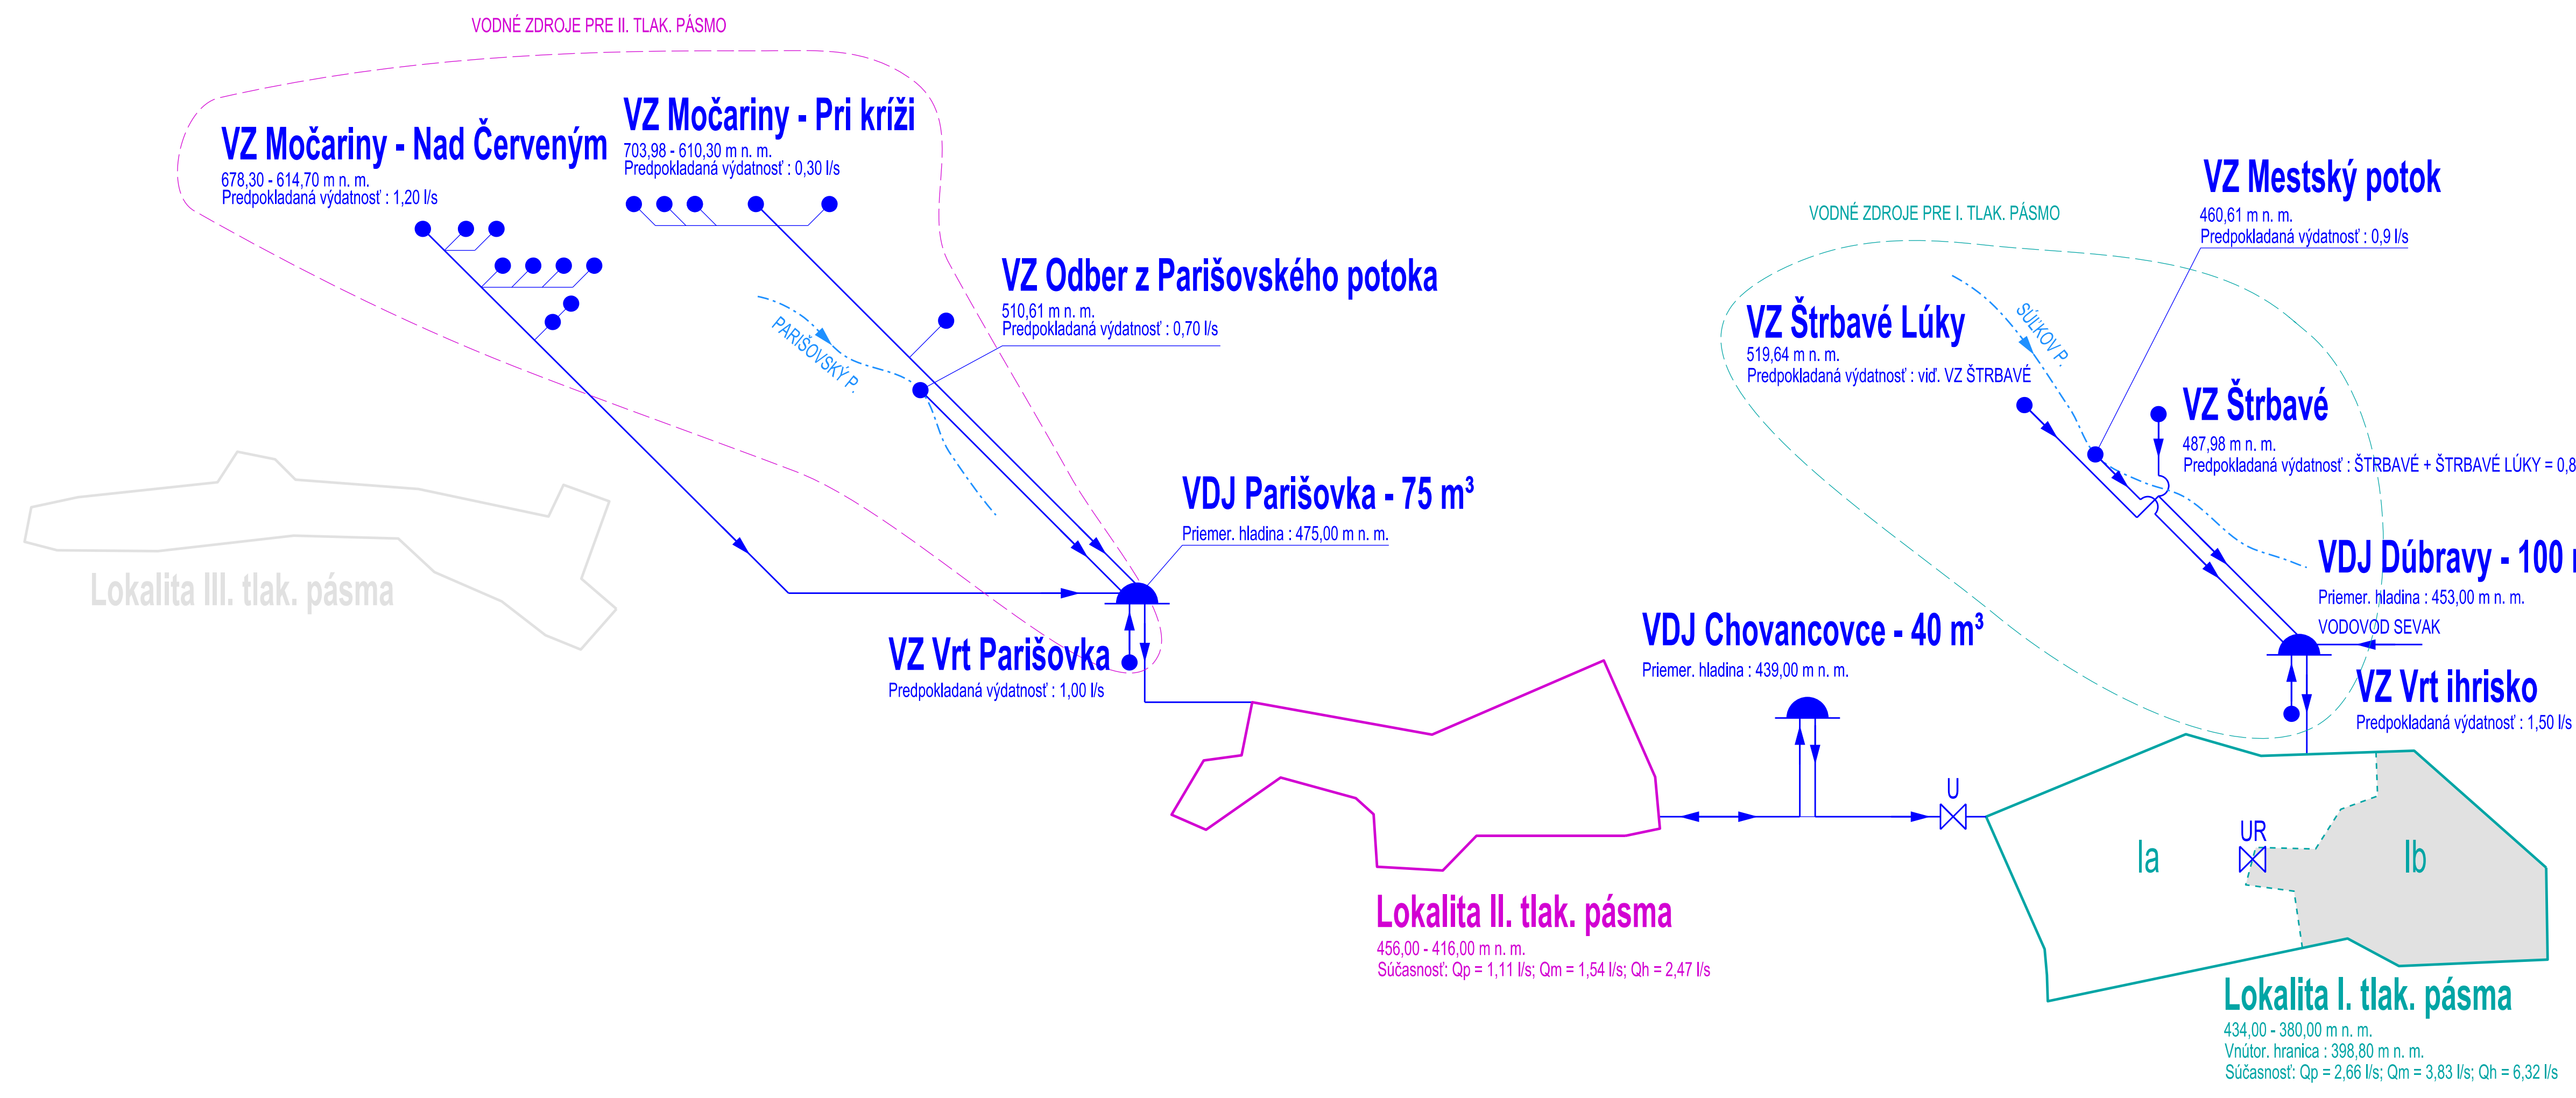 VODNÉ ZDROJE PRE II. TLAK. PÁSMO
VZ Močariny - Nad Červeným
678,30 - 614,70 m n. m.
Predpokladaná výdatnosť : 1,20 l/s
VZ Močariny - Pri kríži
703,98 - 610,30 m n. m.
Predpokladaná výdatnosť : 0,30 l/s
VZ Odber z Parišovského potoka
510,61 m n. m.
Predpokladaná výdatnosť : 0,70 l/s
PARIŠOVSKÝ P.
VDJ Parišovka - 75 m³
Priemer. hladina : 475,00 m n. m.
Lokalita III. tlak. pásma
VZ Vrt Parišovka
Predpokladaná výdatnosť : 1,00 l/s
VODNÉ ZDROJE PRE I. TLAK. PÁSMO
VZ Mestský potok
460,61 m n. m.
Predpokladaná výdatnosť : 0,9 l/s
SÚĽKOV P.
VZ Štrbavé Lúky
519,64 m n. m.
Predpokladaná výdatnosť : viď. VZ ŠTRBAVÉ
VZ Štrbavé
487,98 m n. m.
Predpokladaná výdatnosť : ŠTRBAVÉ + ŠTRBAVÉ LÚKY = 0,8
VDJ Dúbravy - 100
Priemer. hladina : 453,00 m n. m.
VODOVOD SEVAK
VDJ Chovancovce - 40 m³
Priemer. hladina : 439,00 m n. m.
VZ Vrt ihrisko
Predpokladaná výdatnosť : 1,50 l/s
U
UR
Ia
Ib
Lokalita II. tlak. pásma
456,00 - 416,00 m n. m.
Súčasnosť: Qp = 1,11 l/s; Qm = 1,54 l/s; Qh = 2,47 l/s
Lokalita I. tlak. pásma
434,00 - 380,00 m n. m.
Vnútor. hranica : 398,80 m n. m.
Súčasnosť: Qp = 2,66 l/s; Qm = 3,83 l/s; Qh = 6,32 l/s